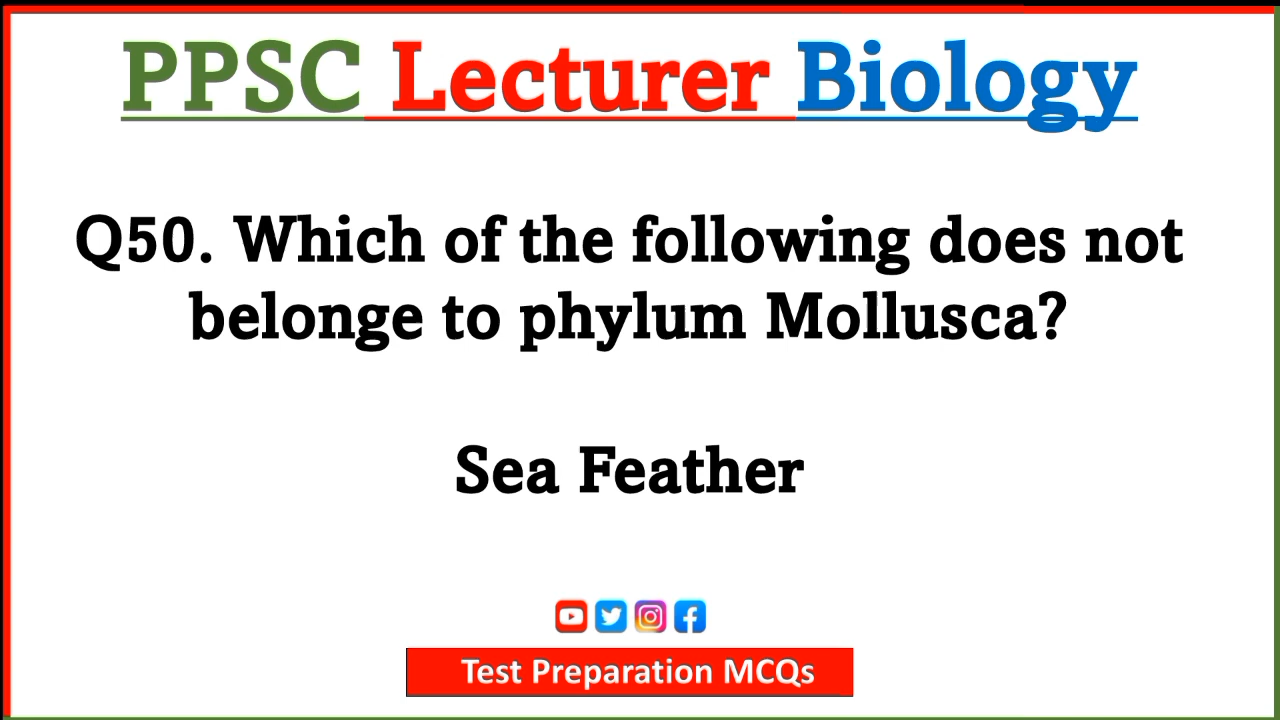 PPSC Lecturer Biology
Q50. Which of the following does not
belonge to phylum Mollusca?
Sea Feather
Test Preparation MCQs